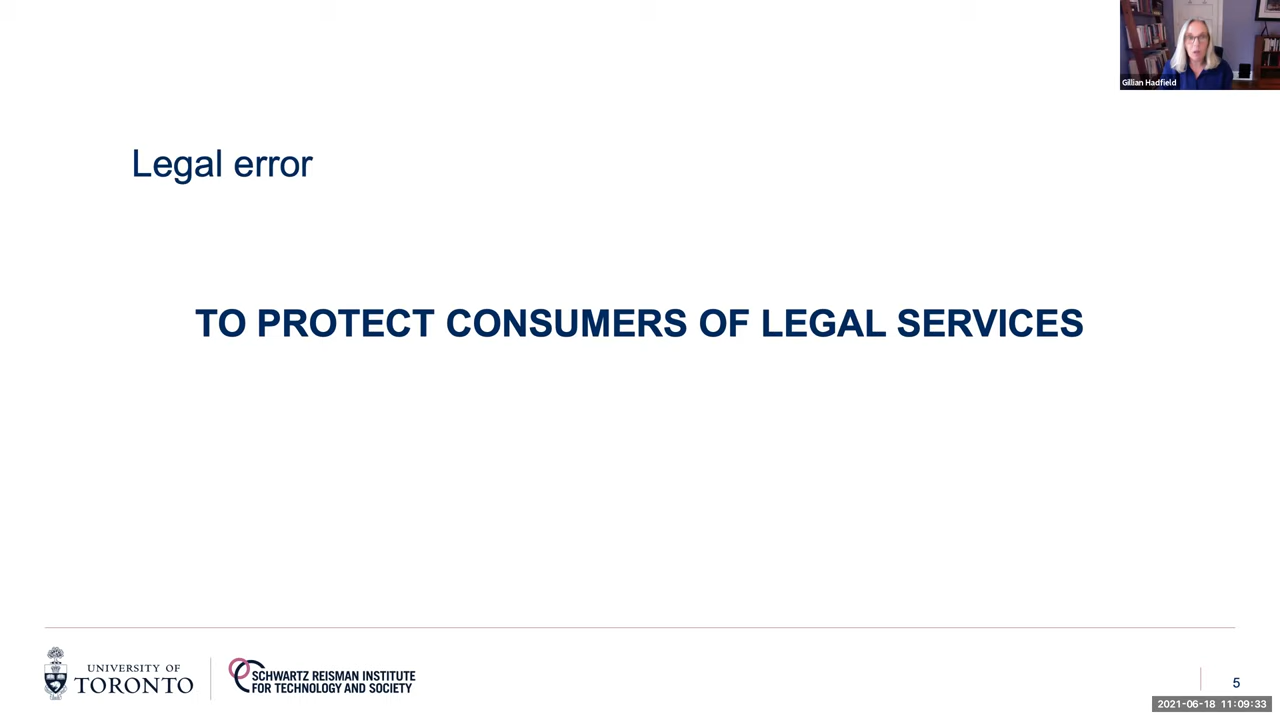 Gillian Hadfield
Legal error
TO PROTECT CONSUMERS OF LEGAL SERVICES
UNIVERSITY OF
TORONTO
SCHWARTZ REISMAN INSTITUTE
FOR TECHNOLOGY AND SOCIETY
5
2021-06-18 11:09:33